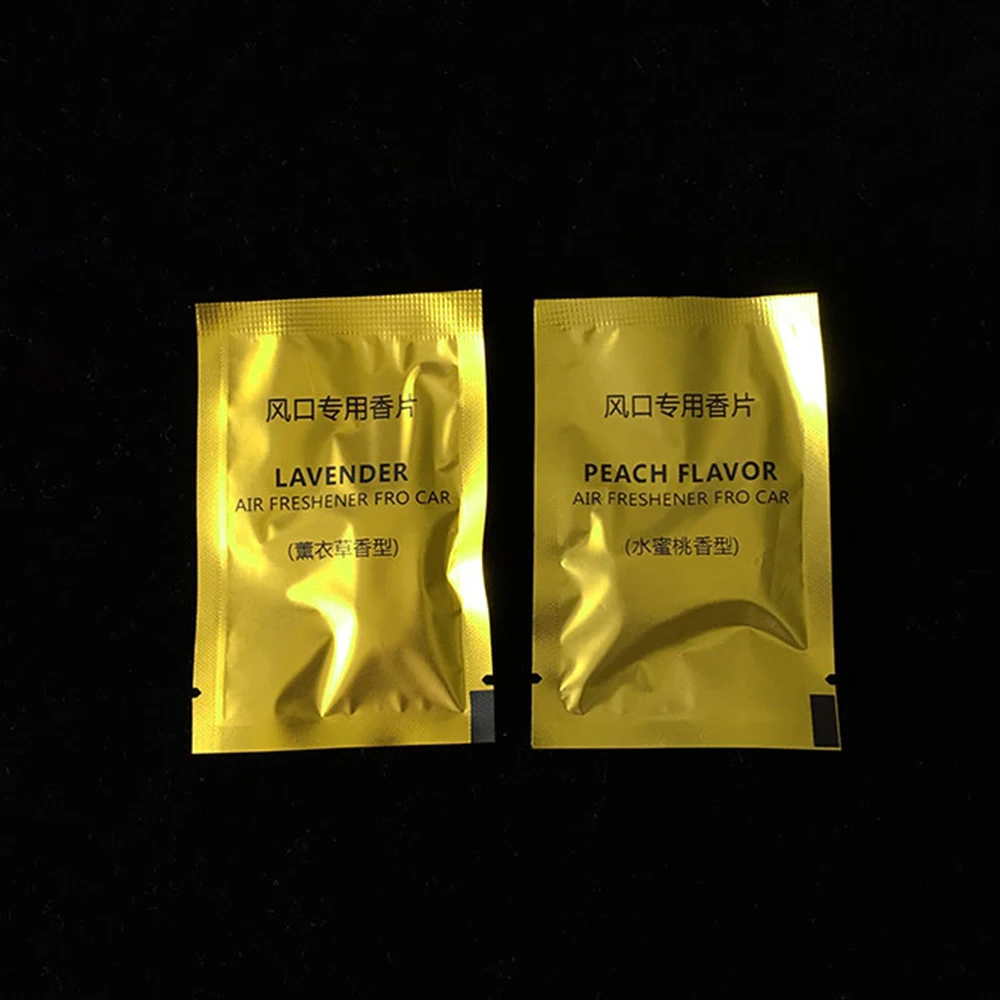 风口专用香片
LAVENDER
AIR FRESHENER FRO CAR
(薰衣草香型)
风口专用香片
PEACH FLAVOR
AIR FRESHENER FRO CAR
(水蜜桃香型)